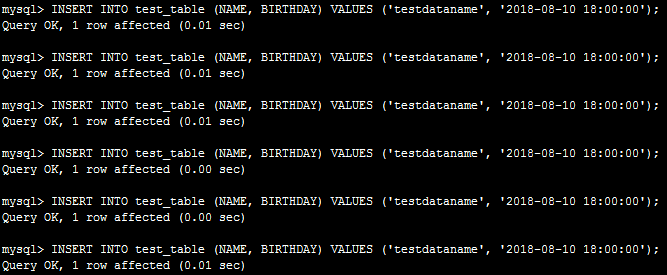 mysql> INSERT INTO test_table (NAME, BIRTHDAY) VALUES ('testdataname', '2018-08-10 18:00:00');
Query OK, 1 row affected (0.01 sec)
mysql> INSERT INTO test_table (NAME, BIRTHDAY) VALUES ('testdataname', '2018-08-10 18:00:00');
Query OK, 1 row affected (0.01 sec)
mysql> INSERT INTO test_table (NAME, BIRTHDAY) VALUES ('testdataname', '2018-08-10 18:00:00');
Query OK, 1 row affected (0.01 sec)
mysql> INSERT INTO test_table (NAME, BIRTHDAY) VALUES ('testdataname', '2018-08-10 18:00:00');
Query OK, 1 row affected (0.00 sec)
mysql> INSERT INTO test_table (NAME, BIRTHDAY) VALUES ('testdataname', '2018-08-10 18:00:00');
Query OK, 1 row affected (0.00 sec)
mysql> INSERT INTO test_table (NAME, BIRTHDAY) VALUES ('testdataname', '2018-08-10 18:00:00');
Query OK, 1 row affected (0.01 sec)